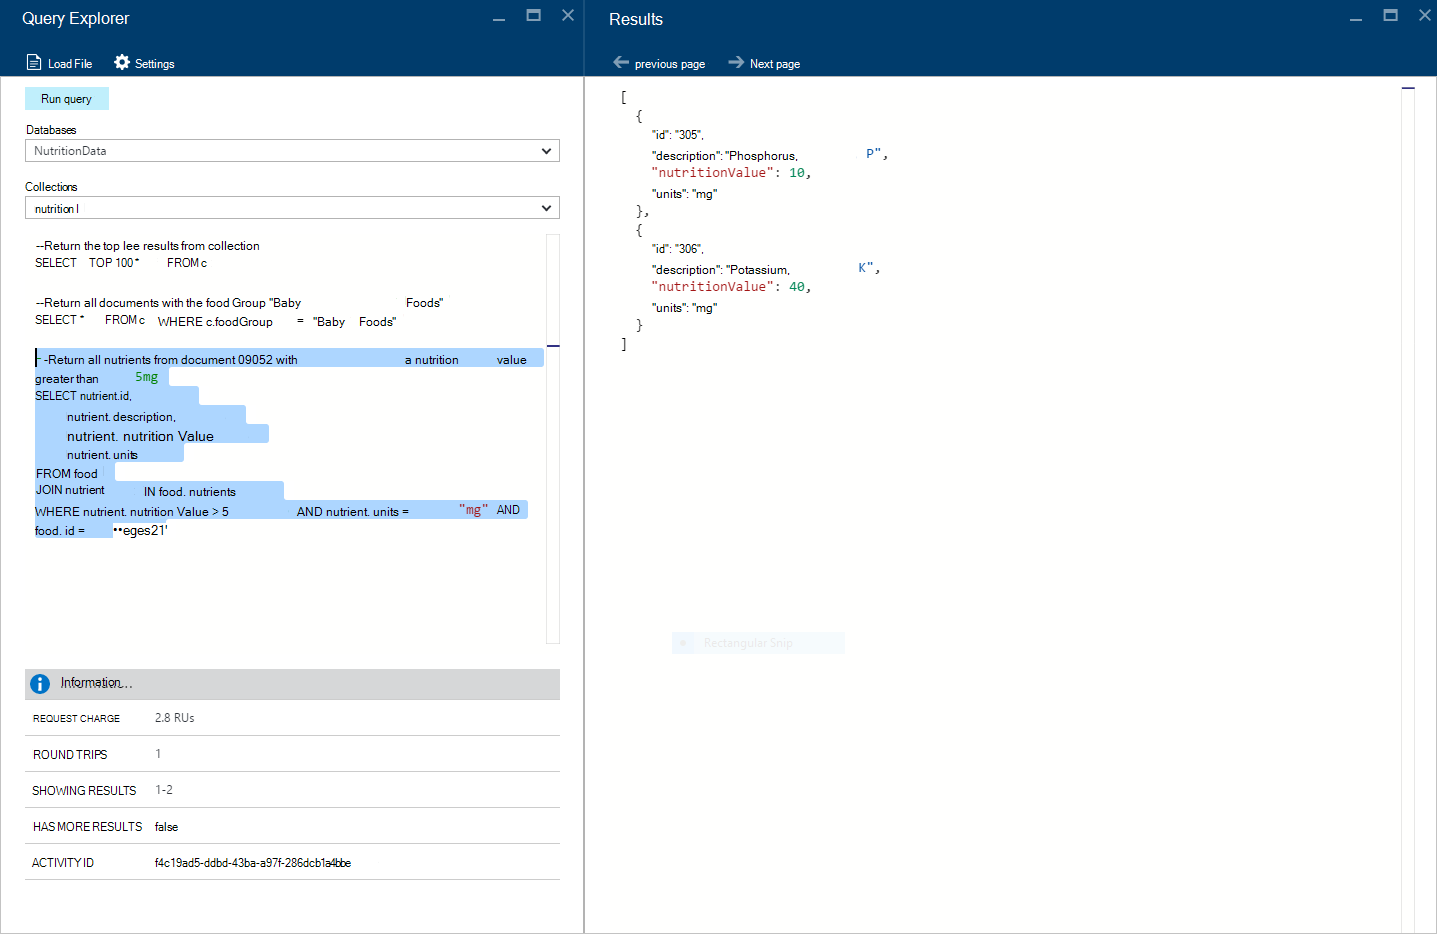 Query Explorer
Load File Settings
Run query
Databases
NutritionData
Collections
nutrition l
--Return the top lee results from collection
SELECT TOP 100 * FROM c
--Return all documents with the food Group "Baby Foods"
SELECT * FROM c WHERE c.foodGroup = "Baby Foods"
--Return all nutrients from document 09052 with a nutrition value
greater than 5mg
SELECT nutrient.id,
nutrient. description,
nutrient. nutrition Value
nutrient. units
FROM food
JOIN nutrient IN food. nutrients
WHERE nutrient. nutrition Value > 5 AND nutrient. units = "mg" AND
food. id = ••eges21'
Information...
REQUEST CHARGE 2.8 RUs
ROUND TRIPS 1
SHOWING RESULTS 1-2
HAS MORE RESULTS false
ACTIVITY ID f4c19ad5-ddbd-43ba-a97f-286dcb1a4bbe
Results
previous page Next page
[
{
"id": "305",
"description": "Phosphorus, P",
"nutritionValue": 10,
"units": "mg"
},
{
"id": "306",
"description": "Potassium, K",
"nutritionValue": 40,
"units": "mg"
}
]
Rectangular Snip